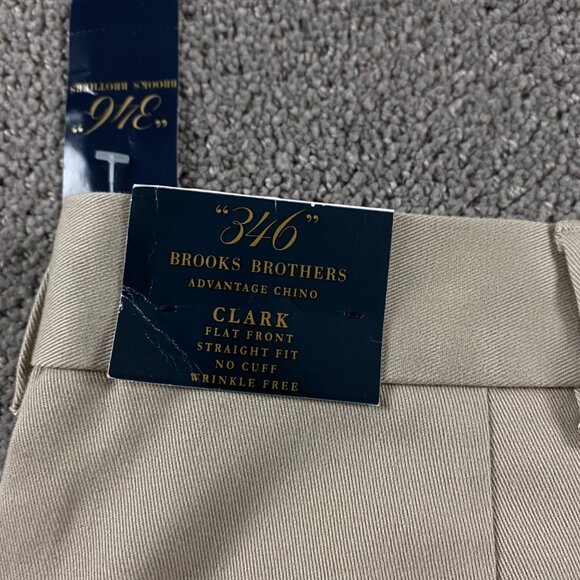 BROOKS BROTHERS
"346"
"346"
BROOKS BROTHERS
ADVANTAGE CHINO
CLARK
FLAT FRONT
STRAIGHT FIT
NO CUFF
WRINKLE FREE